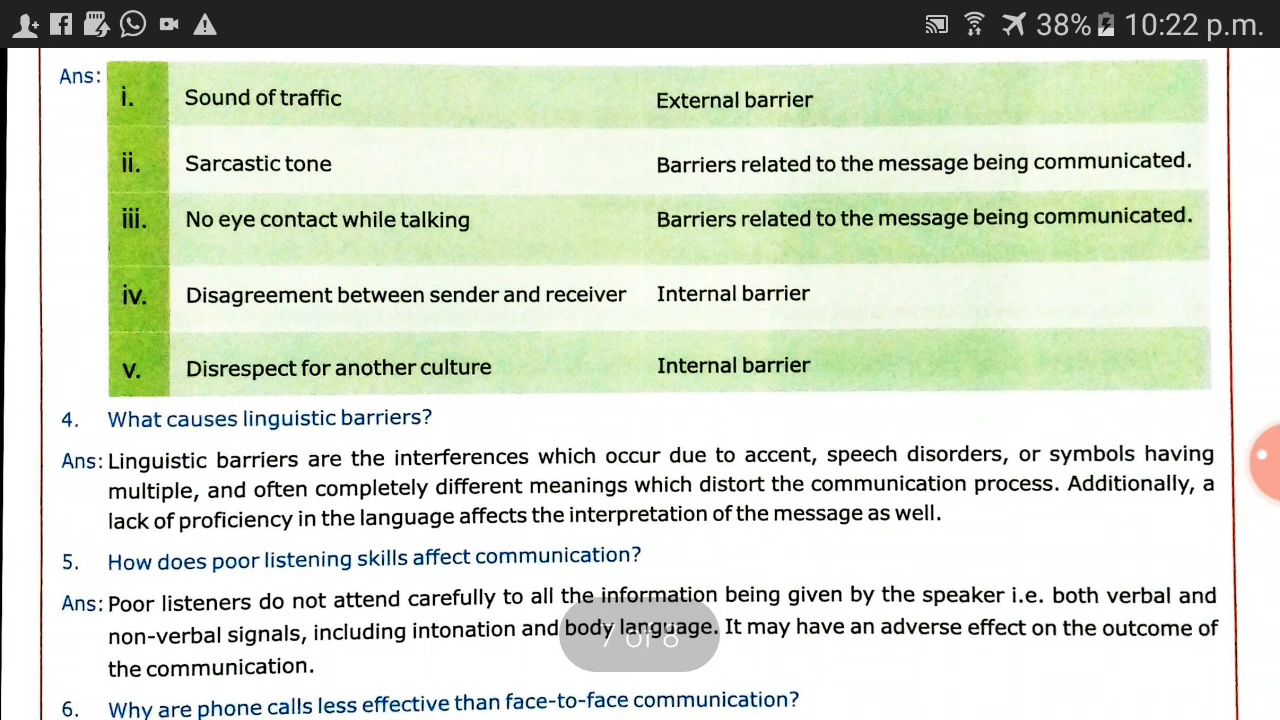 38% 10:22 p.m.
Ans:
i. Sound of traffic External barrier
ii. Sarcastic tone Barriers related to the message being communicated.
iii. No eye contact while talking Barriers related to the message being communicated.
iv. Disagreement between sender and receiver Internal barrier
v. Disrespect for another culture Internal barrier
4. What causes linguistic barriers?
Ans: Linguistic barriers are the interferences which occur due to accent, speech disorders, or symbols having
multiple, and often completely different meanings which distort the communication process. Additionally, a
lack of proficiency in the language affects the interpretation of the message as well.
5. How does poor listening skills affect communication?
Ans: Poor listeners do not attend carefully to all the information being given by the speaker i.e. both verbal and
non-verbal signals, including intonation and body language. It may have an adverse effect on the outcome of
7 of 8
the communication.
6. Why are phone calls less effective than face-to-face communication?